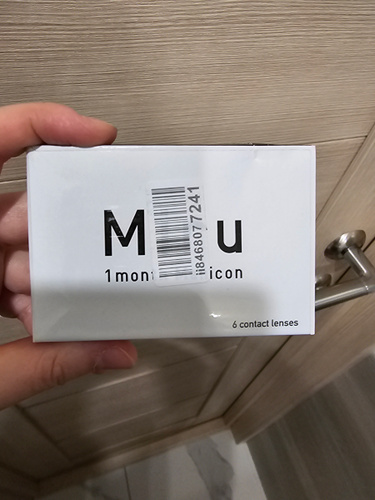 M u
1mon icon
ii8468077241
6 contact lenses